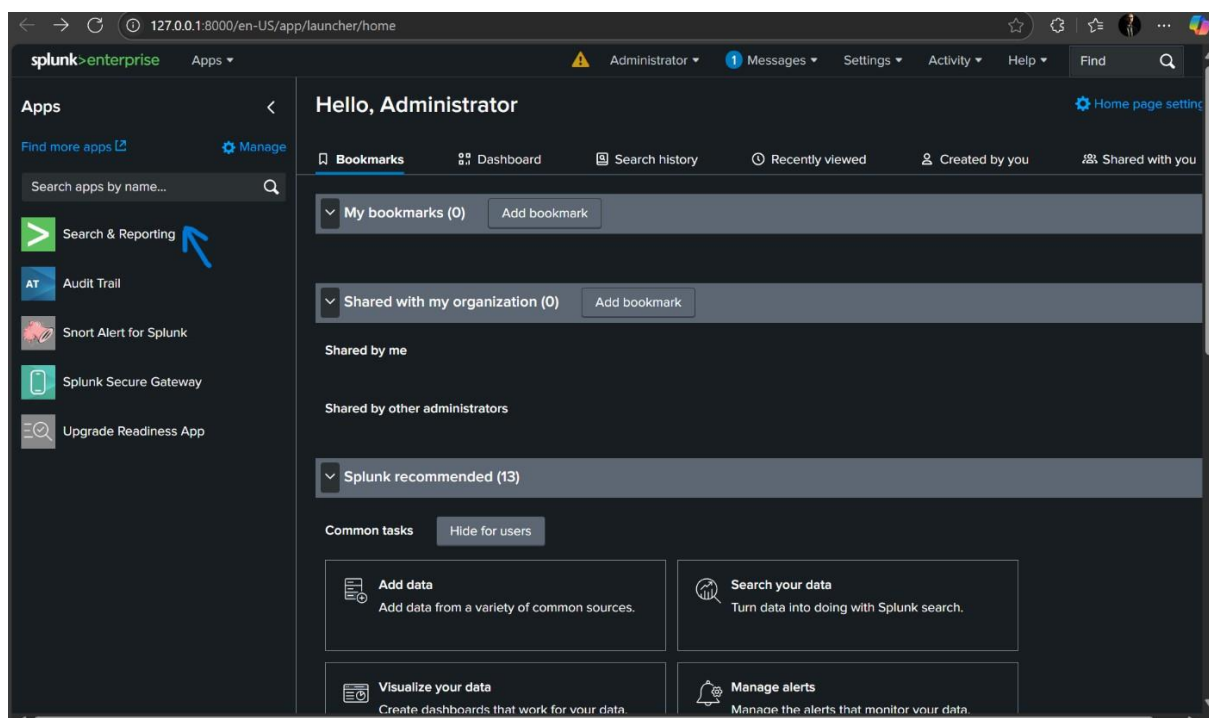 127.0.0.1:8000/en-US/app/launcher/home
splunk>enterprise Apps Administrator 1 Messages Settings Activity Help Find
Apps
Find more apps Manage
Search apps by name...
Search & Reporting
AT Audit Trail
Snort Alert for Splunk
Splunk Secure Gateway
Upgrade Readiness App
Hello, Administrator
Home page setting
Bookmarks Dashboard Search history Recently viewed Created by you Shared with you
My bookmarks (0) Add bookmark
Shared with my organization (0) Add bookmark
Shared by me
Shared by other administrators
Splunk recommended (13)
Common tasks Hide for users
Add data
Add data from a variety of common sources.
Search your data
Turn data into doing with Splunk search.
Visualize your data
Create dashboards that work for your data.
Manage alerts
Manage the alerts that monitor your data.